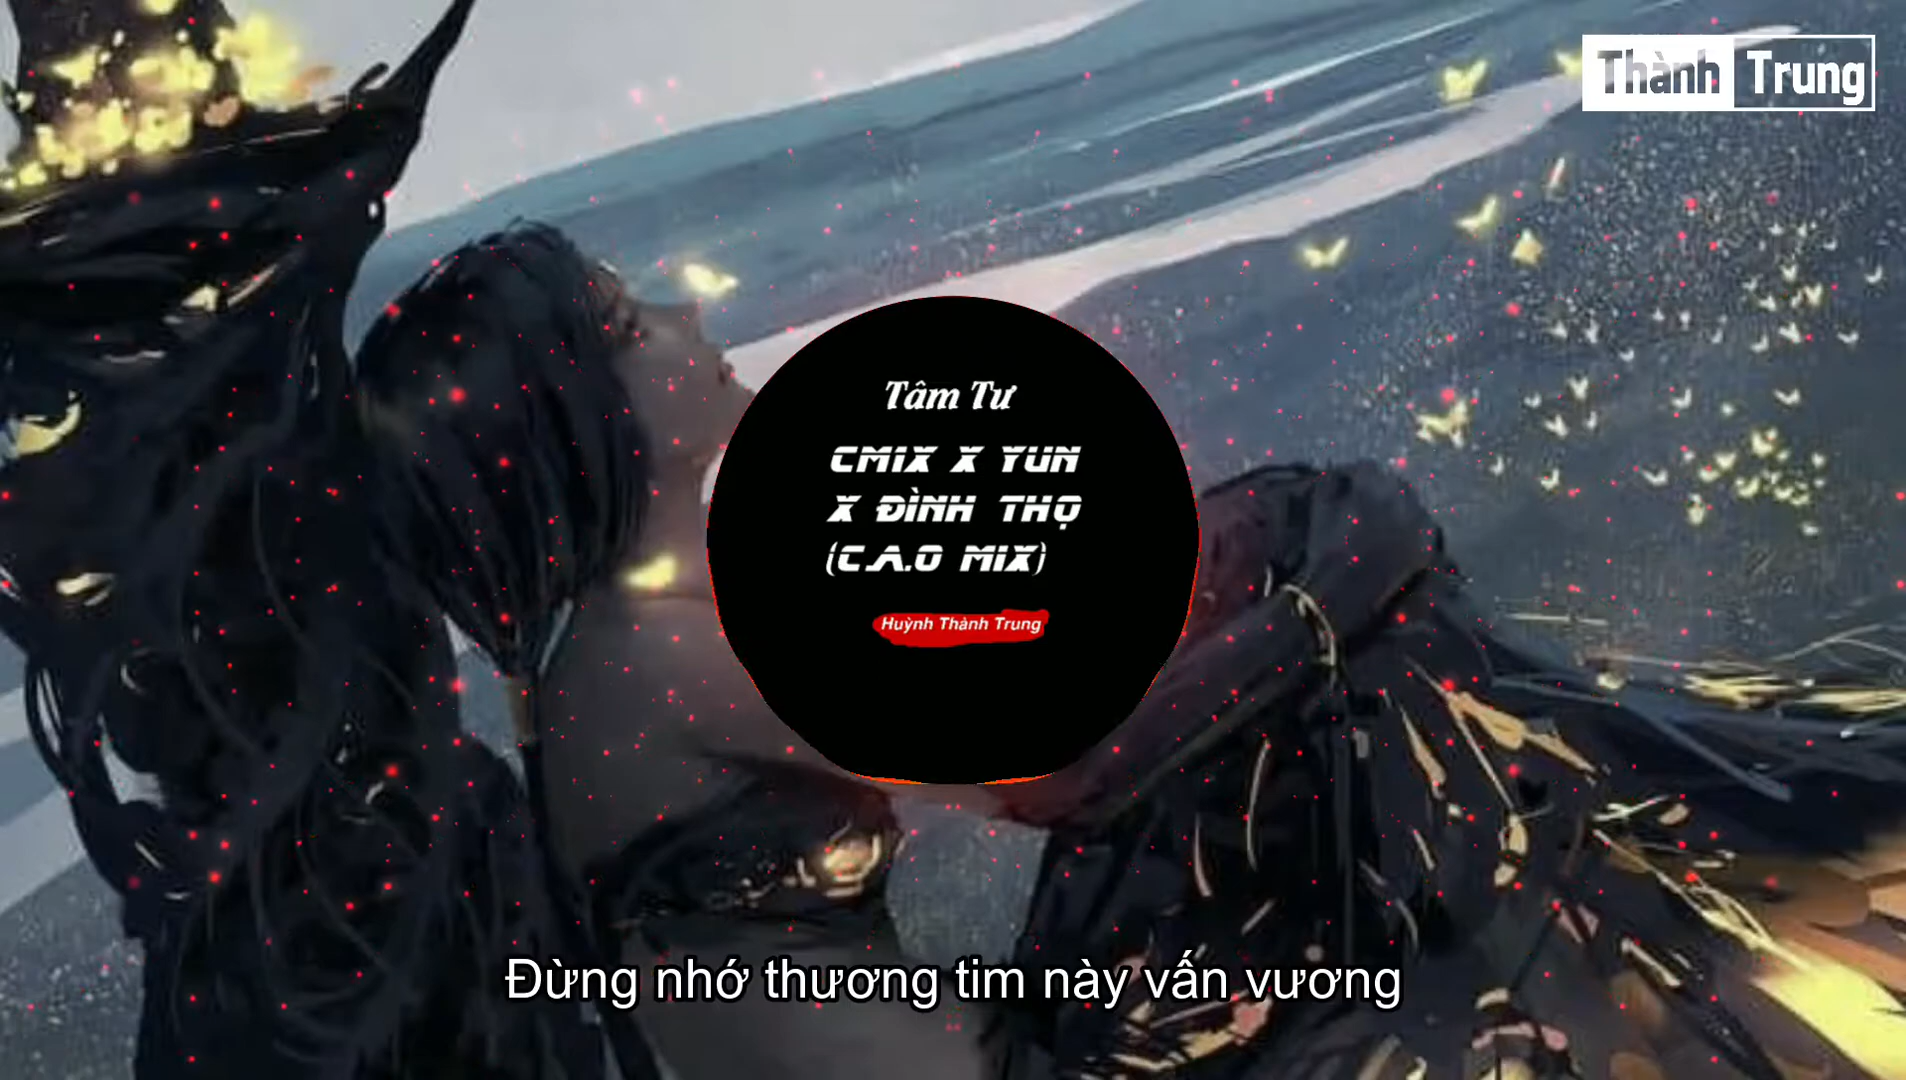 Thành Trung
Tâm Tư
CMIX X YUN
X ĐÌNH THỌ
(C.A.O MIX)
Huỳnh Thành Trung
Đừng nhớ thương tim này vấn vương